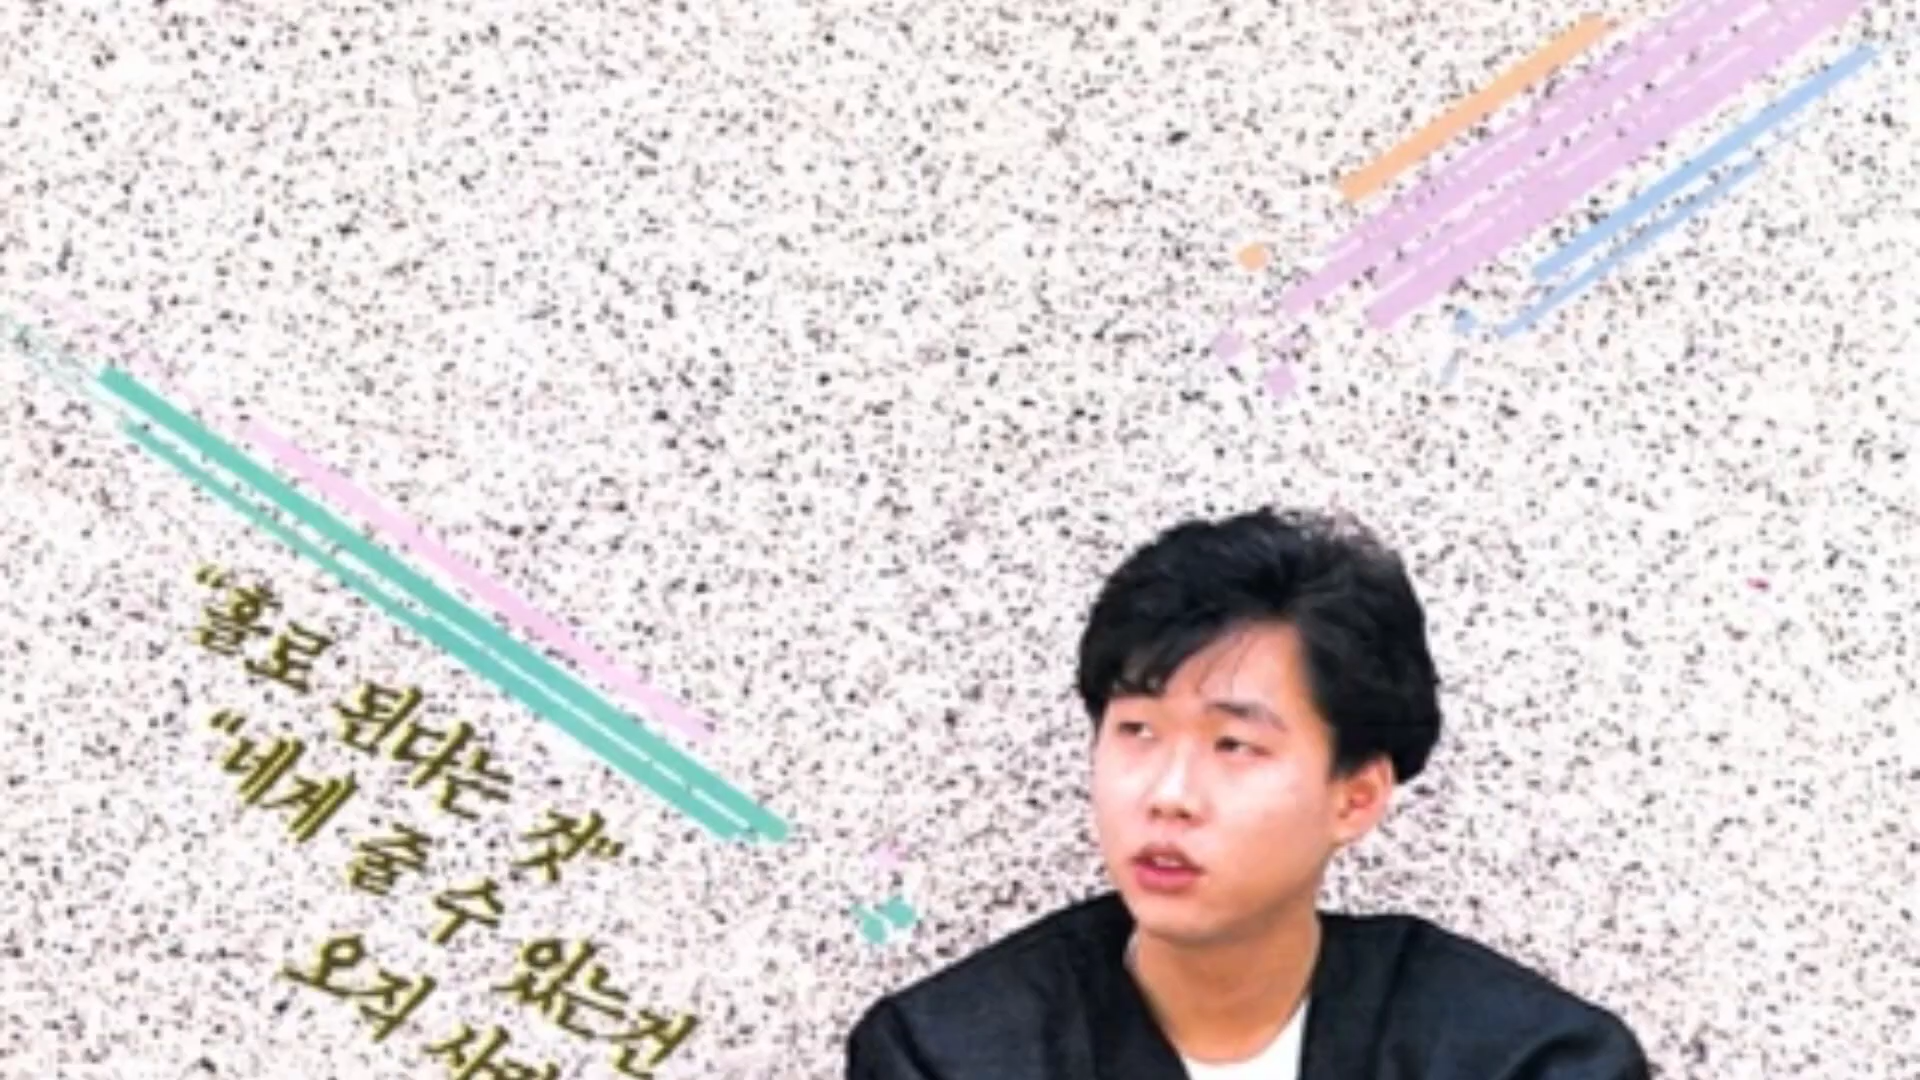 "홀로 된다는 것"
"네게 줄 수 있는건
오직